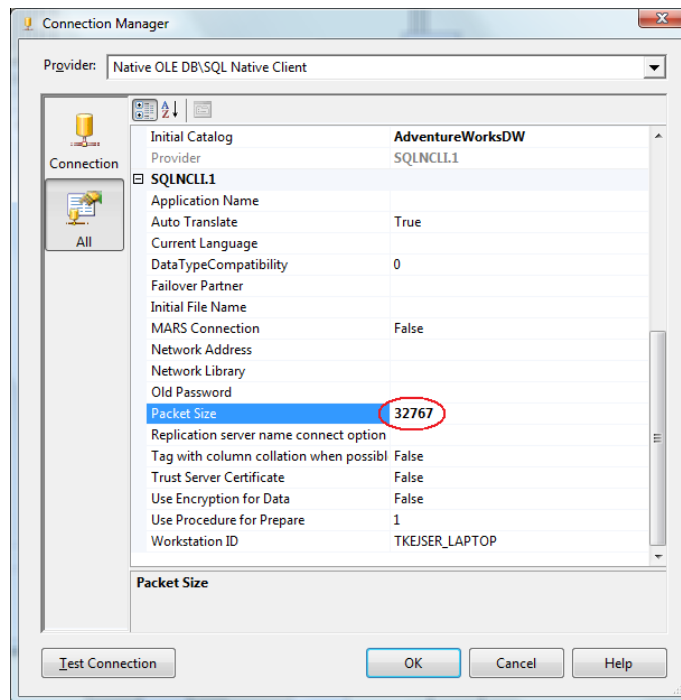 Connection Manager
Provider: Native OLE DB\SQL Native Client
Connection
All
Initial Catalog AdventureWorksDW
Provider SQLNCLI.1
SQLNCLI.1
Application Name
Auto Translate True
Current Language
DataTypeCompatibility 0
Failover Partner
Initial File Name
MARS Connection False
Network Address
Network Library
Old Password
Packet Size 32767
Replication server name connect option
Tag with column collation when possibl False
Trust Server Certificate False
Use Encryption for Data False
Use Procedure for Prepare 1
Workstation ID TKEJSER_LAPTOP
Packet Size
Test Connection OK Cancel Help